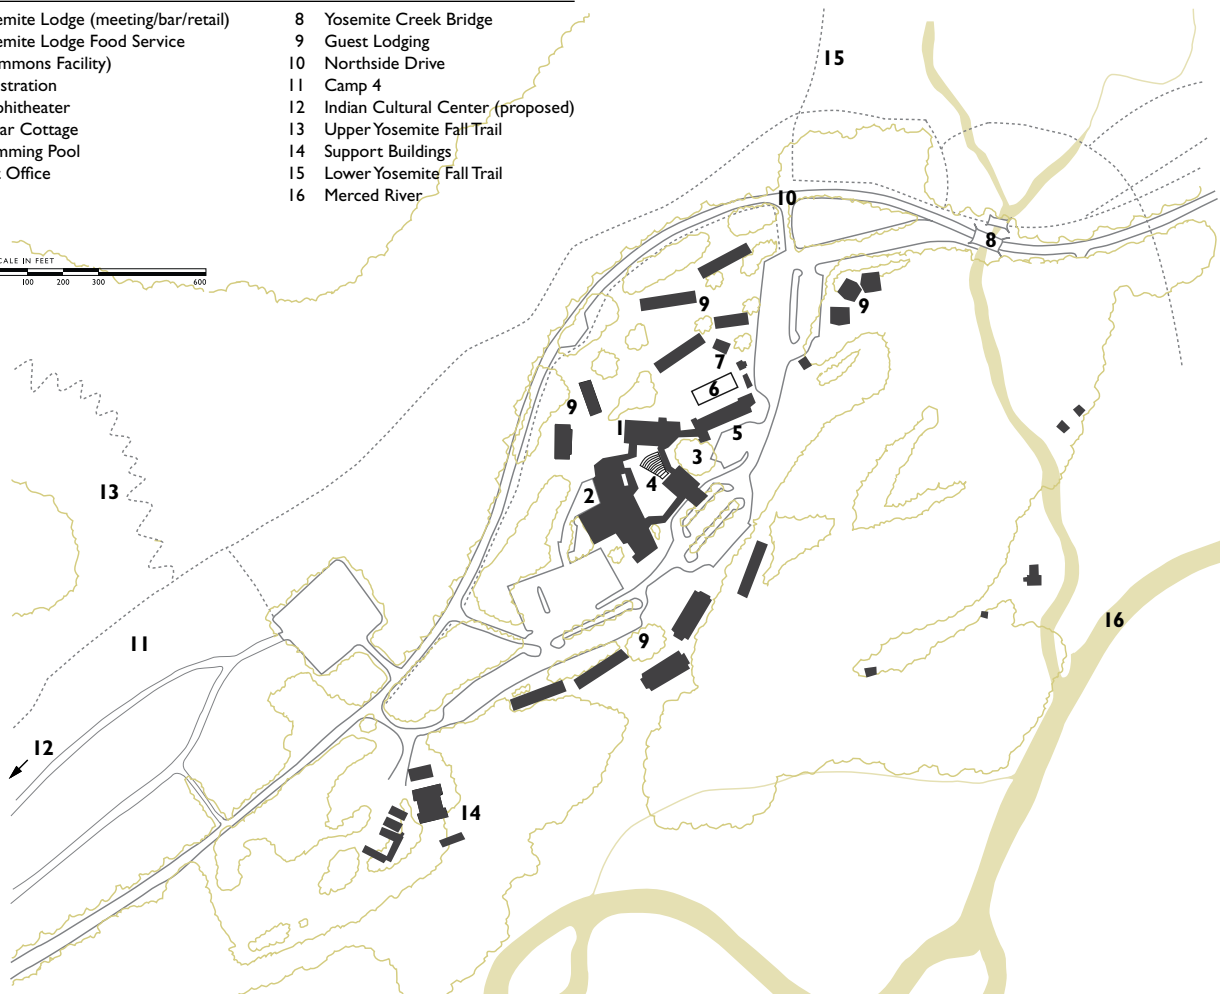 emite Lodge (meeting/bar/retail)
emite Lodge Food Service
mmons Facility)
stration
phitheater
ar Cottage
mming Pool
Office
8 Yosemite Creek Bridge
9 Guest Lodging
10 Northside Drive
11 Camp 4
12 Indian Cultural Center (proposed)
13 Upper Yosemite Fall Trail
14 Support Buildings
15 Lower Yosemite Fall Trail
16 Merced River
CALE IN FEET
100 200 300 600
15
10
8
9
9
7
6
9
1
5
3
4
2
13
11
9
16
12
14